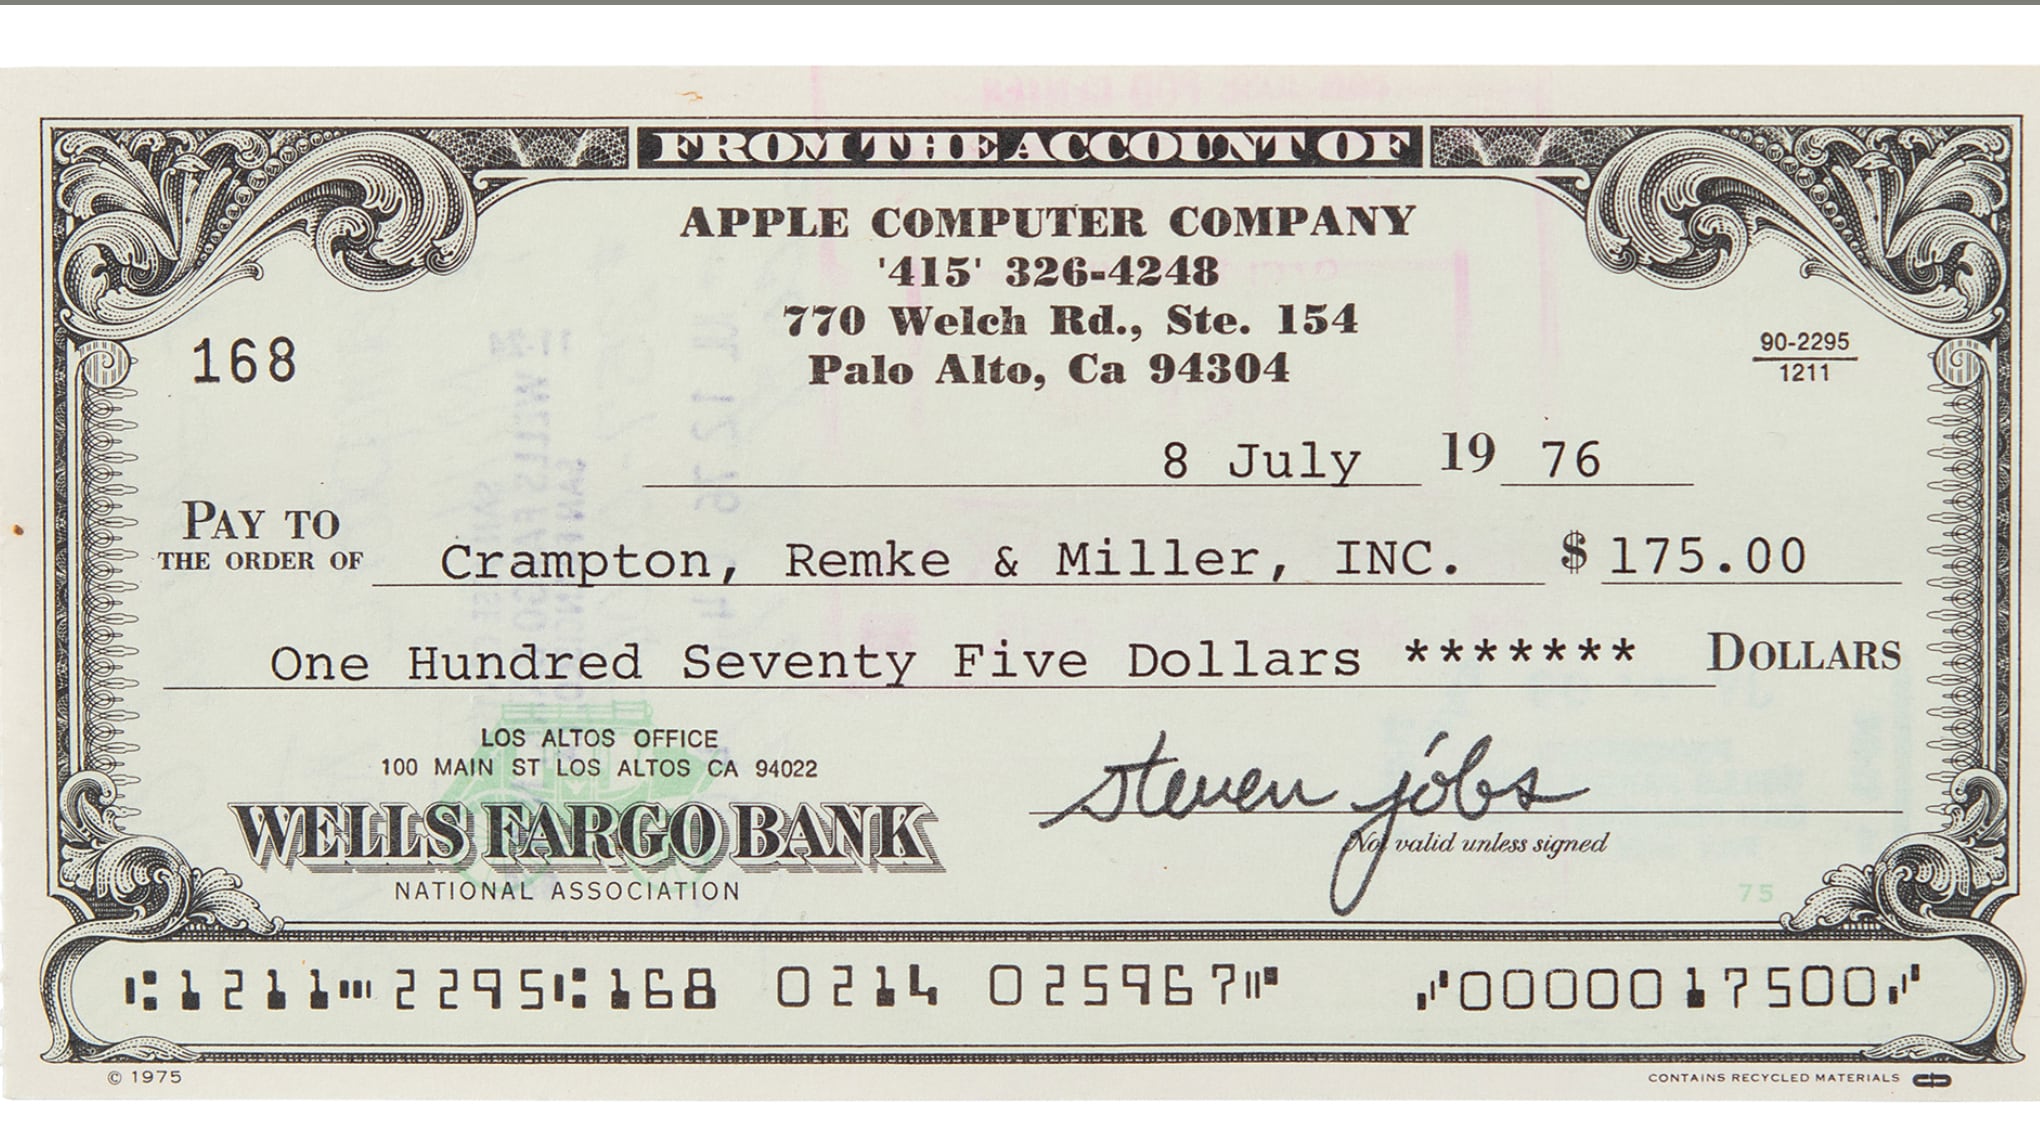 FROM THE ACCOUNT OF
APPLE COMPUTER COMPANY
'415' 326-4248
770 Welch Rd., Ste. 154
Palo Alto, Ca 94304
168
90-2295
1211
8 July 19 76
PAY TO
THE ORDER OF Crampton, Remke & Miller, INC. $ 175.00
One Hundred Seventy Five Dollars ******* DOLLARS
LOS ALTOS OFFICE
100 MAIN ST LOS ALTOS CA 94022
WELLS FARGO BANK
NATIONAL ASSOCIATION
steven jobs
Not valid unless signed
75
⑆1211⑉2295⑆168 0214 025967⑈ ⑇0000017500⑇
© 1975
CONTAINS RECYCLED MATERIALS